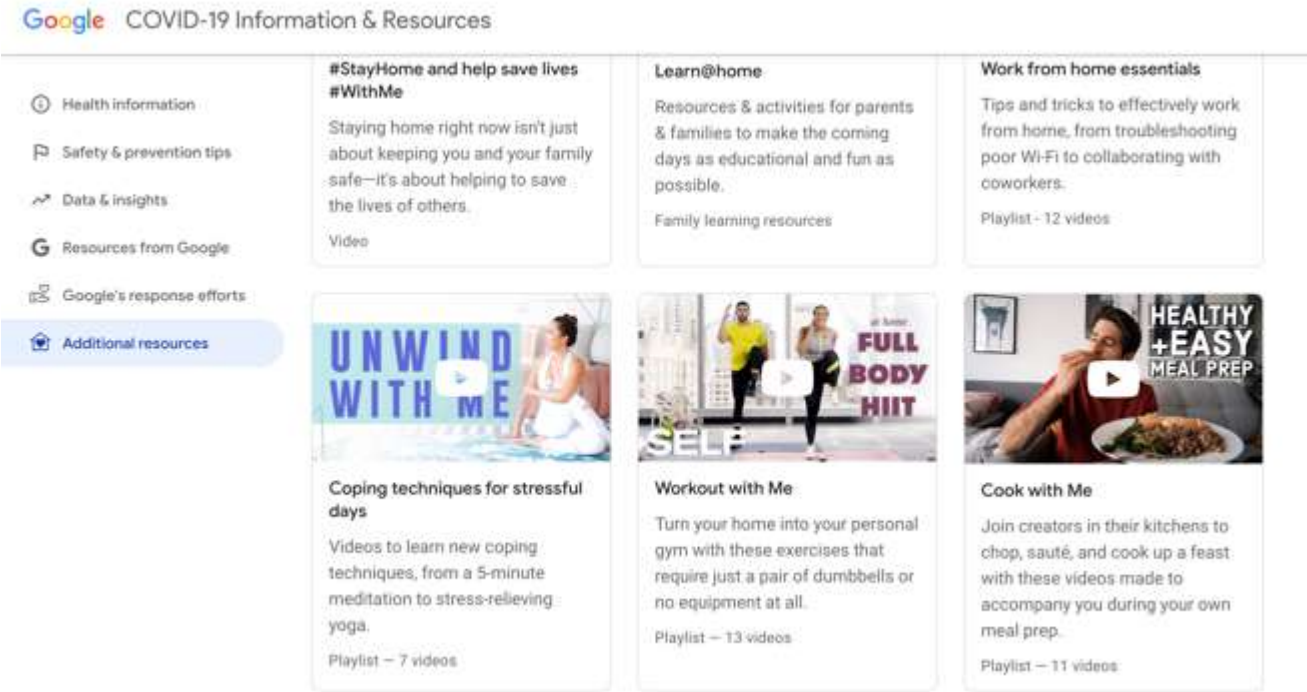 Google COVID-19 Information & Resources
Health information
Safety & prevention tips
Data & insights
Resources from Google
Google's response efforts
Additional resources
#StayHome and help save lives
#WithMe
Staying home right now isn't just
about keeping you and your family
safe—it's about helping to save
the lives of others.
Video
Learn@home
Resources & activities for parents
& families to make the coming
days as educational and fun as
possible.
Family learning resources
Work from home essentials
Tips and tricks to effectively work
from home, from troubleshooting
poor Wi-Fi to collaborating with
coworkers.
Playlist - 12 videos
UNWIND
WITH ME
Coping techniques for stressful
days
Videos to learn new coping
techniques, from a 5-minute
meditation to stress-relieving
yoga.
Playlist — 7 videos
at home
FULL
BODY
HIIT
SELF
Workout with Me
Turn your home into your personal
gym with these exercises that
require just a pair of dumbbells or
no equipment at all.
Playlist — 13 videos
HEALTHY
+EASY
MEAL PREP
Cook with Me
Join creators in their kitchens to
chop, sauté, and cook up a feast
with these videos made to
accompany you during your own
meal prep.
Playlist — 11 videos